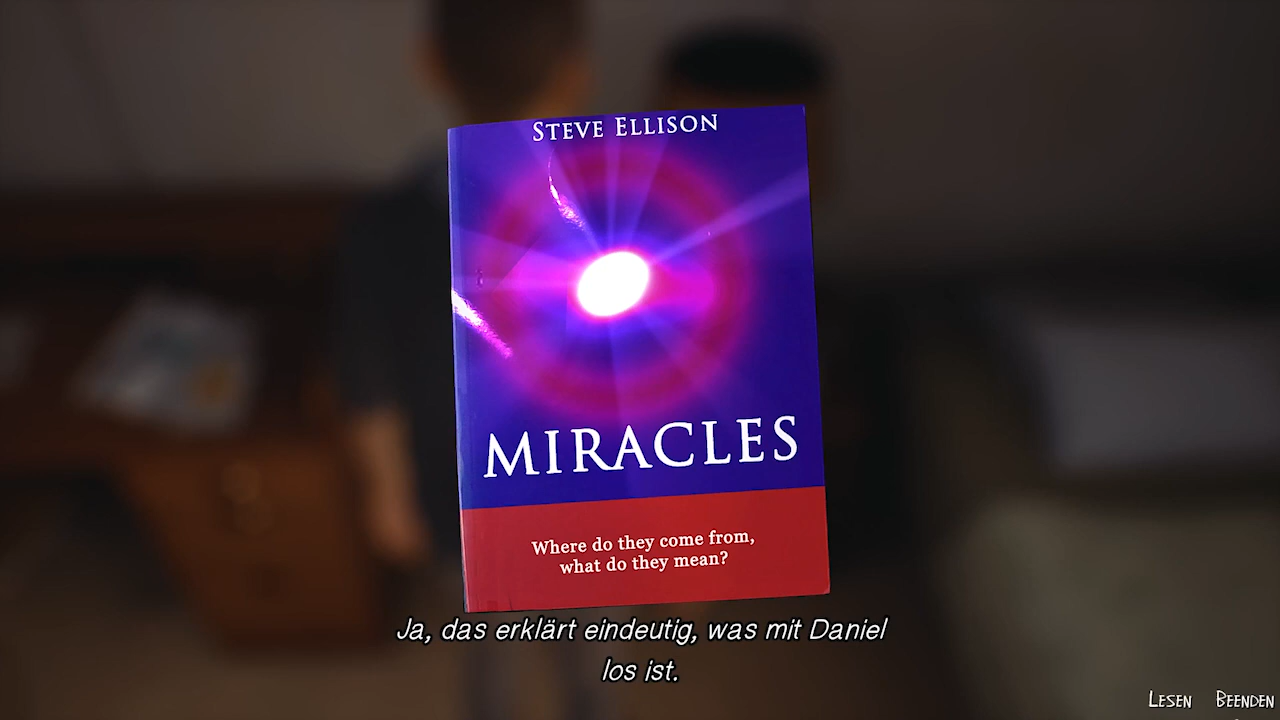 STEVE ELLISON
MIRACLES
Where do they come from,
what do they mean?
Ja, das erklärt eindeutig, was mit Daniel
los ist.
LESEN BEENDEN